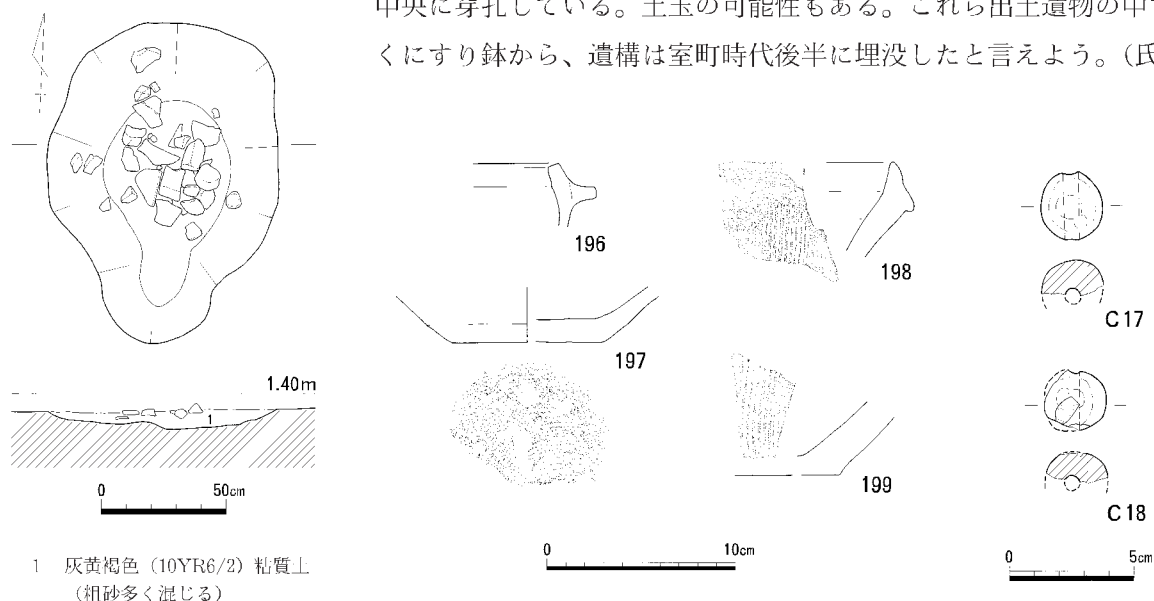 中央に穿孔している。土玉の可能性もある。これら出土遺物の中で
くにすり鉢から、遺構は室町時代後半に埋没したと言えよう。（氏
196
198
197
199
C17
C18
1.40m
1
0 50cm
1 灰黄褐色（10YR6/2）粘質土
（粗砂多く混じる）
0 10cm
0 5cm